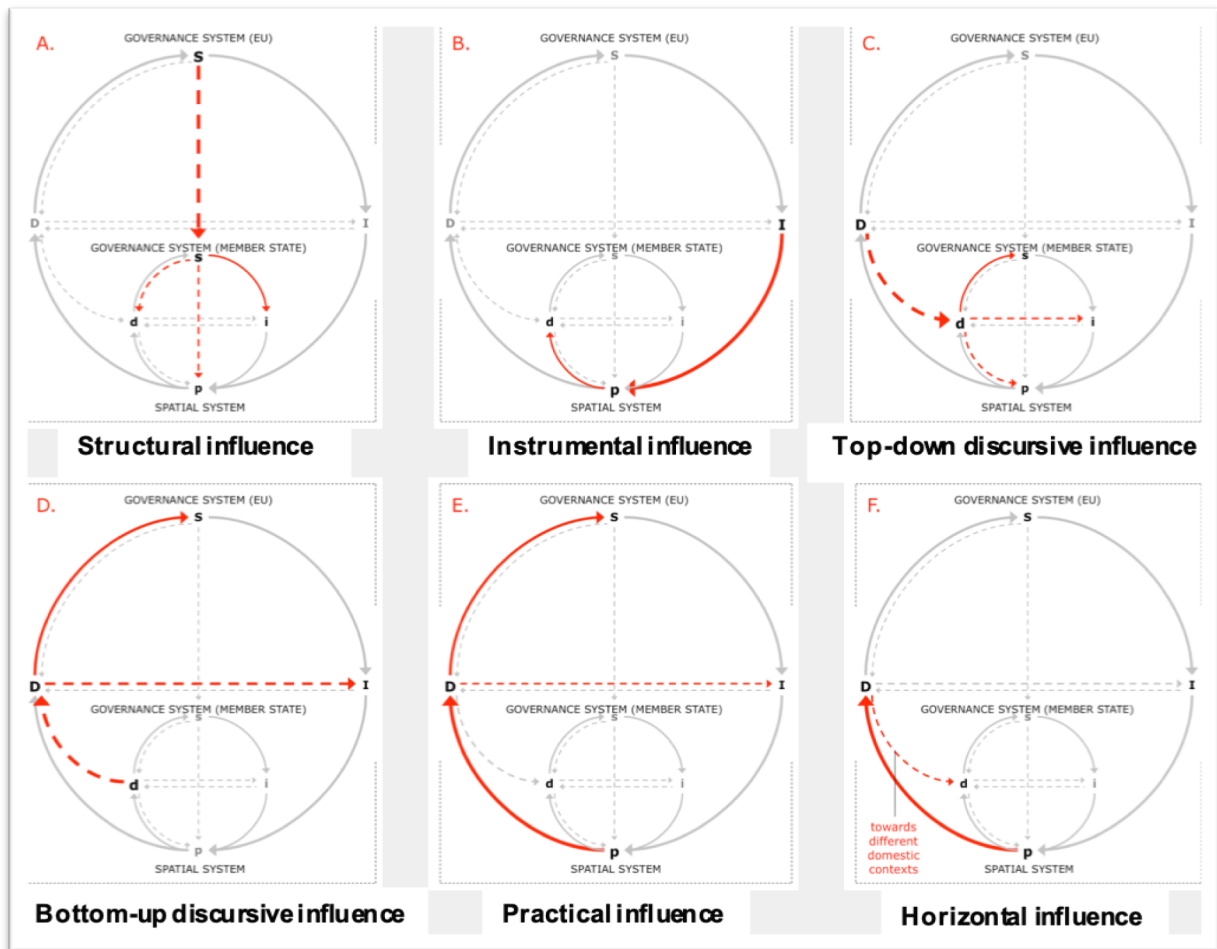 A.
GOVERNANCE SYSTEM (EU)
S
D
I
GOVERNANCE SYSTEM (MEMBER STATE)
s
d
i
p
SPATIAL SYSTEM
Structural influence
B.
GOVERNANCE SYSTEM (EU)
S
D
I
GOVERNANCE SYSTEM (MEMBER STATE)
s
d
i
p
SPATIAL SYSTEM
Instrumental influence
C.
GOVERNANCE SYSTEM (EU)
S
D
I
GOVERNANCE SYSTEM (MEMBER STATE)
s
d
i
p
SPATIAL SYSTEM
Top-down discursive influence
D.
GOVERNANCE SYSTEM (EU)
S
D
I
GOVERNANCE SYSTEM (MEMBER STATE)
s
d
i
p
SPATIAL SYSTEM
Bottom-up discursive influence
E.
GOVERNANCE SYSTEM (EU)
S
D
I
GOVERNANCE SYSTEM (MEMBER STATE)
s
d
i
p
SPATIAL SYSTEM
Practical influence
F.
GOVERNANCE SYSTEM (EU)
S
D
I
GOVERNANCE SYSTEM (MEMBER STATE)
s
d
i
towards
different
domestic
contexts
p
SPATIAL SYSTEM
Horizontal influence